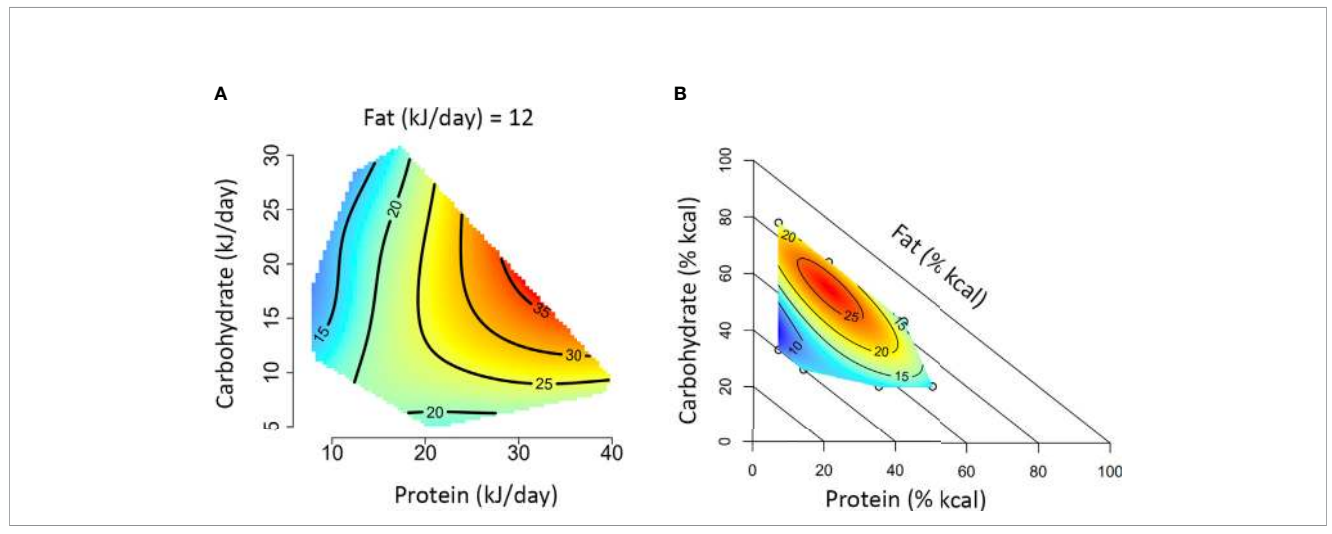 A
Fat (kJ/day) = 12
Carbohydrate (kJ/day)
30
25
20
15
10
5
15
20
20
25
30
35
10 20 30 40
Protein (kJ/day)
B
Fat (% kcal)
Carbohydrate (% kcal)
100
80
60
40
20
0
20
25
15
20
10
15
0 20 40 60 80 100
Protein (% kcal)